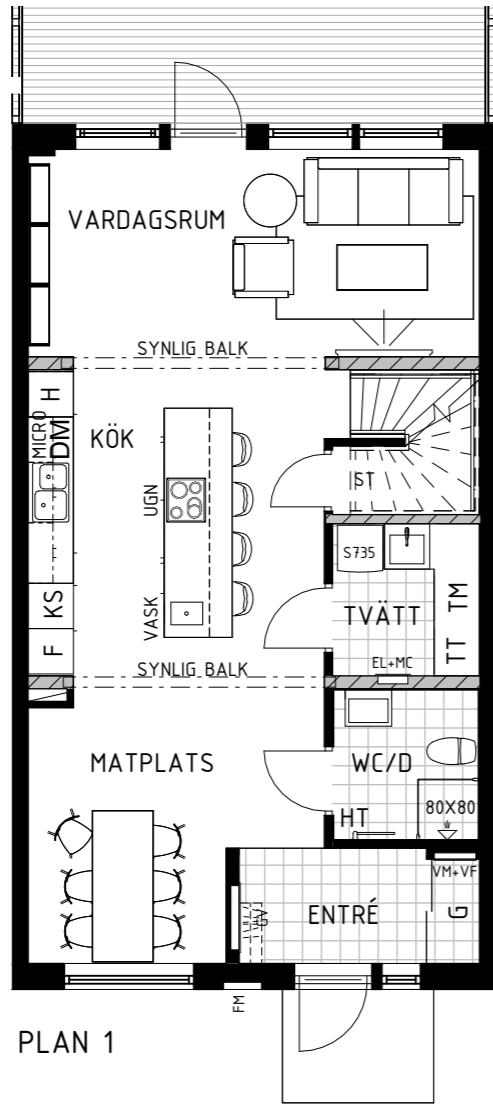 VARDAGSRUM
SYNLIG BALK
H
MICRO
DM
KÖK
UGN
ST
S735
TM
VASK
KS
TVÄTT
TT
F
EL+MC
SYNLIG BALK
MATPLATS
WC/D
HT
80X80
VM+VF
GV
ENTRÉ
G
FM
PLAN 1